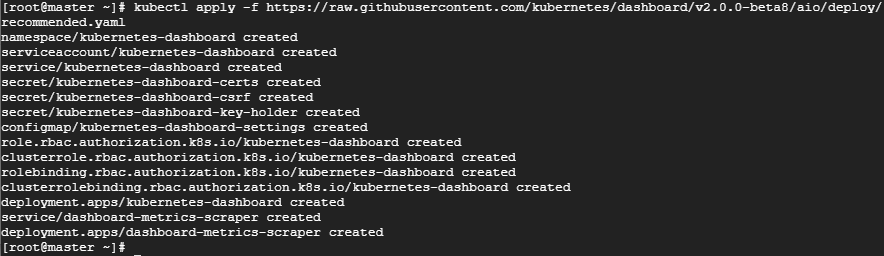 [root@master ~]# kubectl apply -f https://raw.githubusercontent.com/kubernetes/dashboard/v2.0.0-beta8/aio/deploy/
recommended.yaml
namespace/kubernetes-dashboard created
serviceaccount/kubernetes-dashboard created
service/kubernetes-dashboard created
secret/kubernetes-dashboard-certs created
secret/kubernetes-dashboard-csrf created
secret/kubernetes-dashboard-key-holder created
configmap/kubernetes-dashboard-settings created
role.rbac.authorization.k8s.io/kubernetes-dashboard created
clusterrole.rbac.authorization.k8s.io/kubernetes-dashboard created
rolebinding.rbac.authorization.k8s.io/kubernetes-dashboard created
clusterrolebinding.rbac.authorization.k8s.io/kubernetes-dashboard created
deployment.apps/kubernetes-dashboard created
service/dashboard-metrics-scraper created
deployment.apps/dashboard-metrics-scraper created
[root@master ~]#